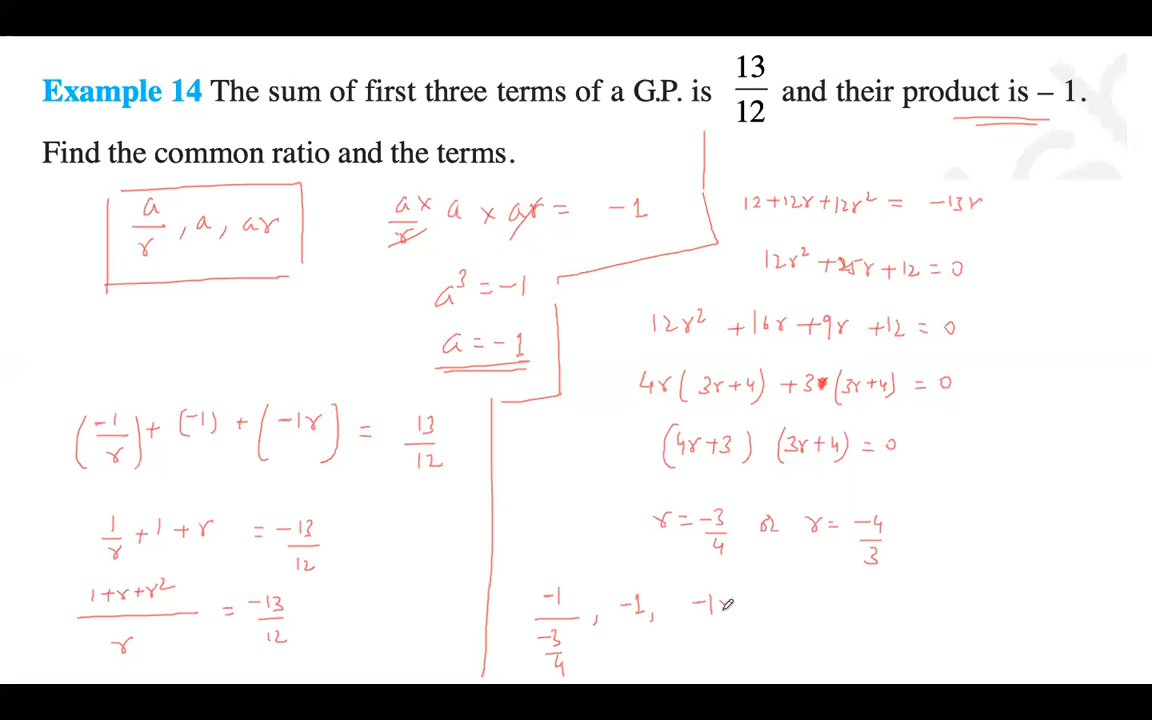 Example 14 The sum of first three terms of a G.P. is 13/12 and their product is – 1.
Find the common ratio and the terms.
a/r , a, ar
a/r × a × ar = -1
a³ = -1
a = -1
(-1/r) + (-1) + (-1r) = 13/12
1/r + 1 + r = -13/12
(1+r+r²)/r = -13/12
12+12r+12r² = -13r
12r² +25r +12 = 0
12r² +16r +9r +12 = 0
4r(3r+4) +3(3r+4) = 0
(4r+3) (3r+4) = 0
r = -3/4 or r = -4/3
-1/(-3/4) , -1, -1×